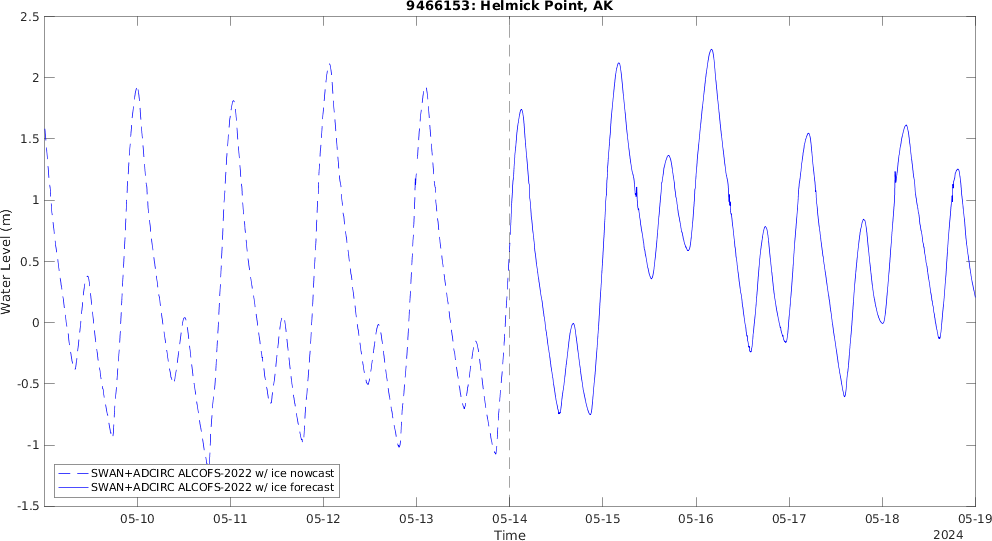 9466153: Helmick Point, AK
2.5
2
1.5
1
0.5
0
-0.5
-1
-1.5
Water Level (m)
SWAN+ADCIRC ALCOFS-2022 w/ ice nowcast
SWAN+ADCIRC ALCOFS-2022 w/ ice forecast
05-10 05-11 05-12 05-13 05-14 05-15 05-16 05-17 05-18 05-19
Time
2024